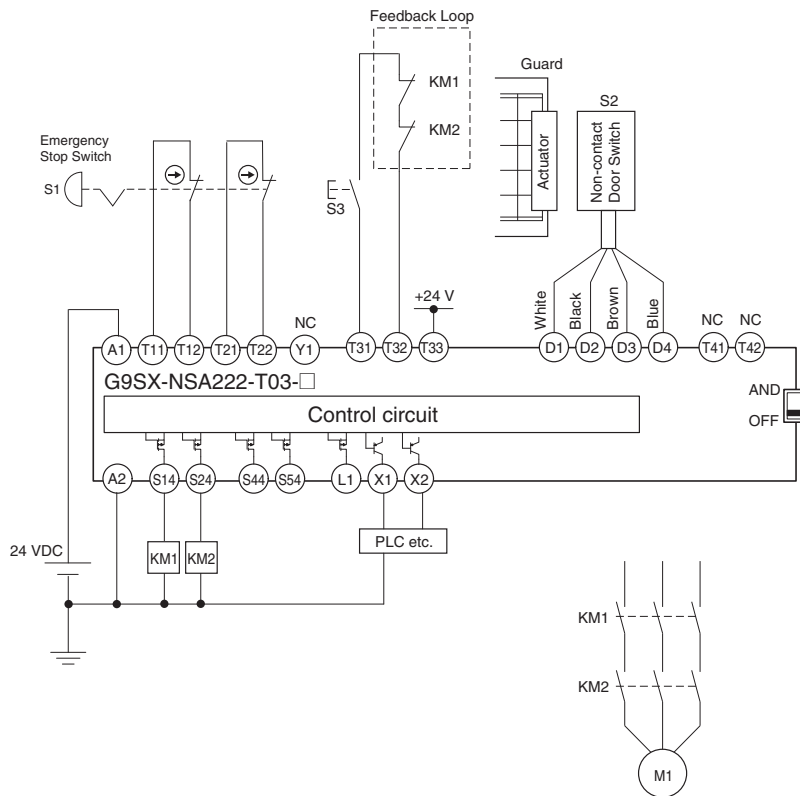 Feedback Loop
KM1
KM2
Guard
Actuator
S2
Non-contact
Door Switch
Emergency
Stop Switch
S1
S3
+24 V
White
Black
Brown
Blue
NC
NC
NC
A1
T11
T12
T21
T22
Y1
T31
T32
T33
D1
D2
D3
D4
T41
T42
G9SX-NSA222-T03-□
AND
OFF
Control circuit
A2
S14
S24
S44
S54
L1
X1
X2
24 VDC
KM1
KM2
PLC etc.
KM1
KM2
M1